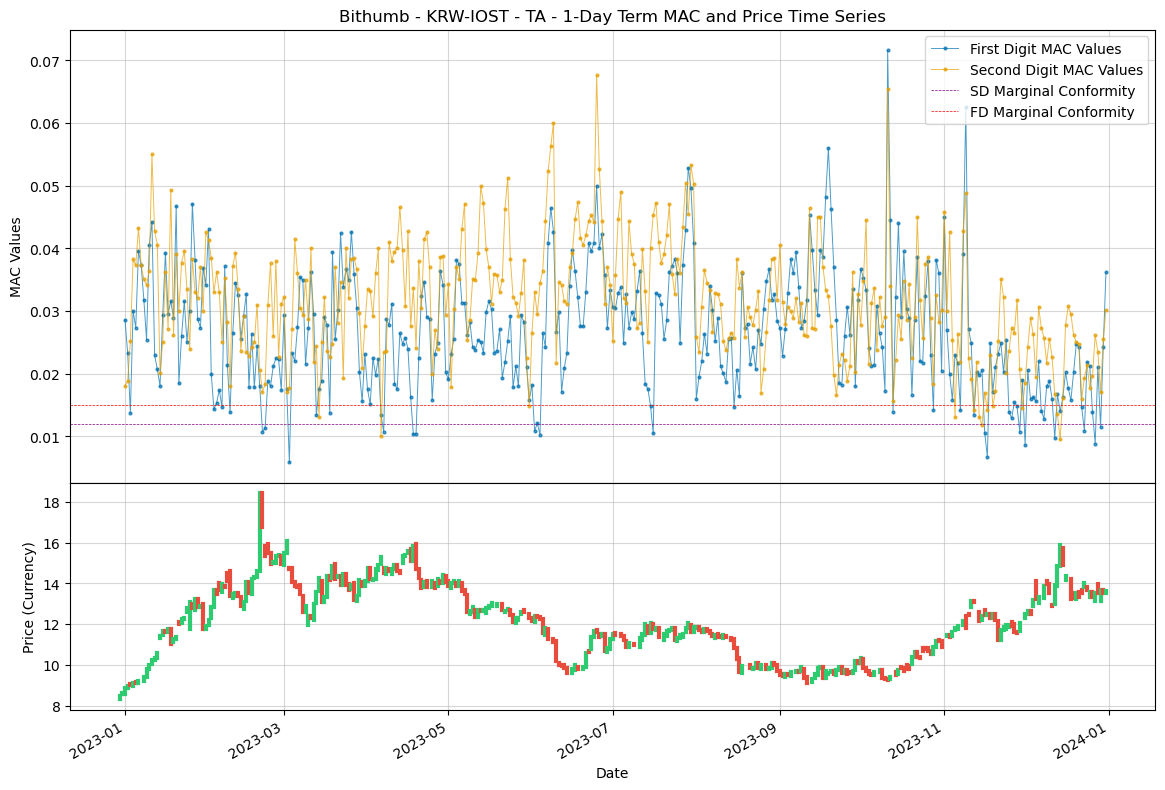 Bithumb - KRW-IOST - TA - 1-Day Term MAC and Price Time Series
First Digit MAC Values
Second Digit MAC Values
SD Marginal Conformity
FD Marginal Conformity
MAC Values
0.07
0.06
0.05
0.04
0.03
0.02
0.01
Price (Currency)
18
16
14
12
10
8
2023-01
2023-03
2023-05
2023-07
2023-09
2023-11
2024-01
Date